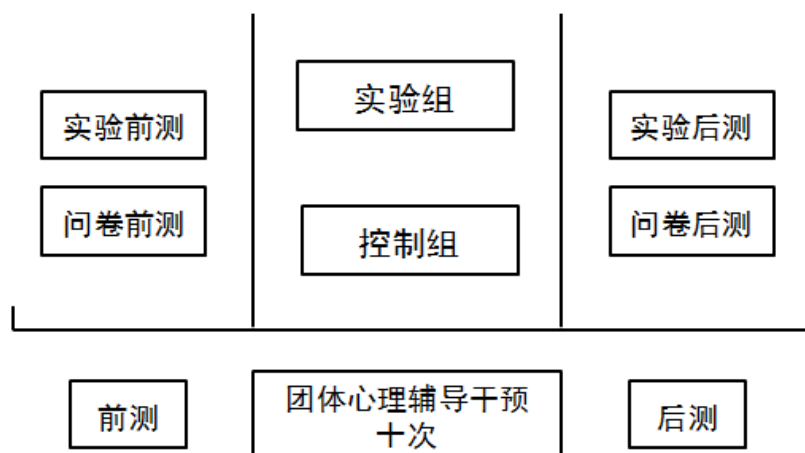 实验前测
问卷前测
实验组
控制组
实验后测
问卷后测
前测
团体心理辅导干预
十次
后测